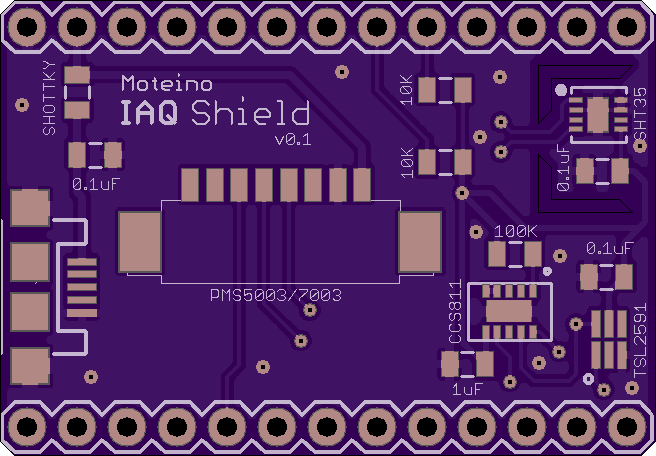 SHOTTKY
Moteino
IAQ Shield
v0.1
0.1uF
10K
10K
SHT35
0.1uF
100K
0.1uF
PMS5003/7003
CCS811
1uF
TSL2591